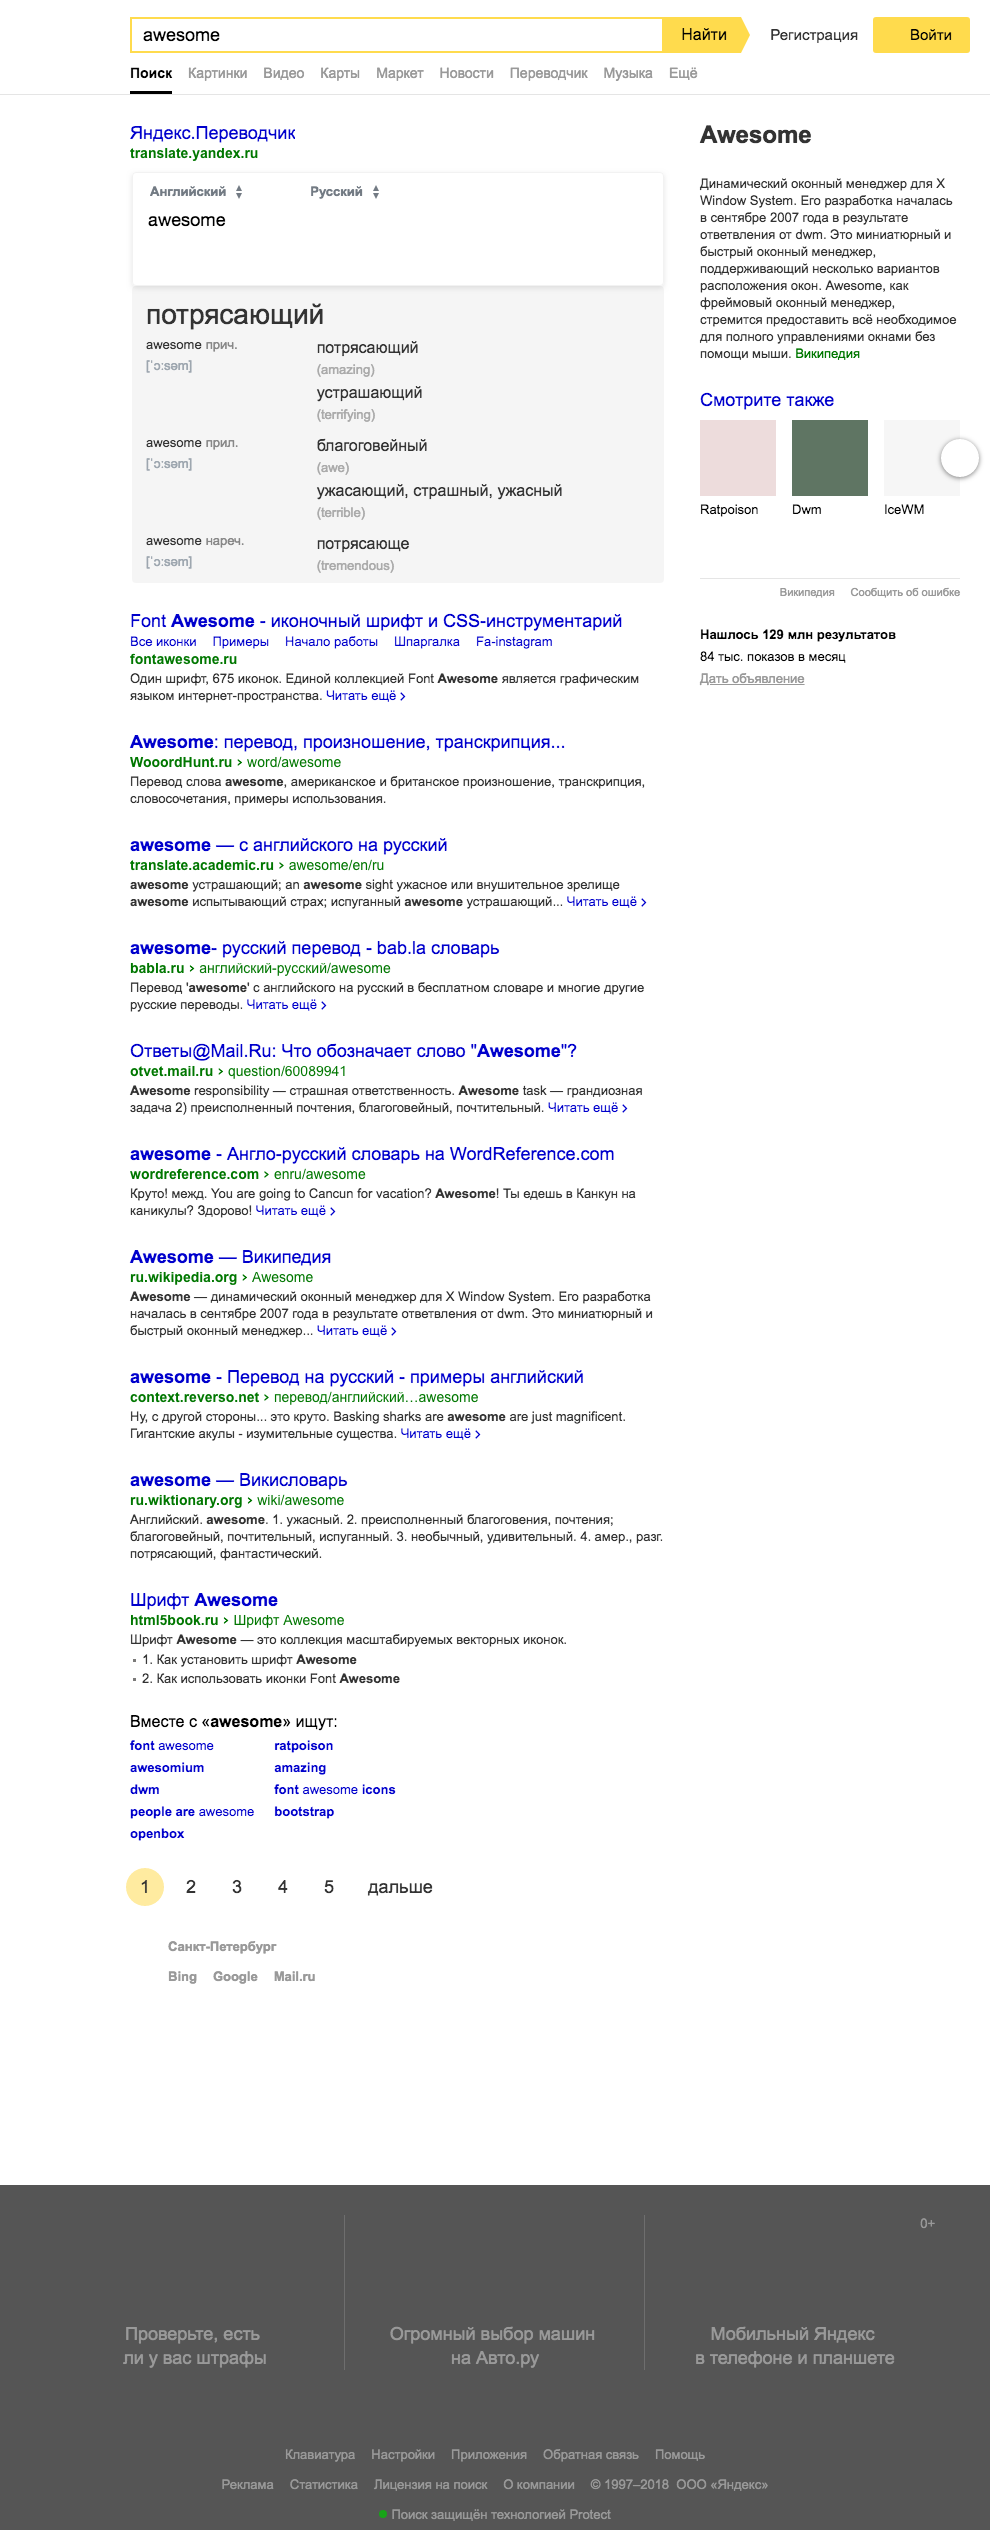 awesome
Найти
Регистрация
Войти
Поиск Картинки Видео Карты Маркет Новости Переводчик Музыка Ещё
Яндекс.Переводчик
translate.yandex.ru
Английский Русский
awesome
потрясающий
awesome прич. потрясающий
[ˈɔːsəm] (amazing)
устрашающий
(terrifying)
awesome прил. благоговейный
[ˈɔːsəm] (awe)
ужасающий, страшный, ужасный
(terrible)
awesome нареч. потрясающе
[ˈɔːsəm] (tremendous)
Font Awesome - иконочный шрифт и CSS-инструментарий
Все иконки Примеры Начало работы Шпаргалка Fa-instagram
fontawesome.ru
Один шрифт, 675 иконок. Единой коллекцией Font Awesome является графическим
языком интернет-пространства. Читать ещё ›
Awesome: перевод, произношение, транскрипция...
WooordHunt.ru › word/awesome
Перевод слова awesome, американское и британское произношение, транскрипция,
словосочетания, примеры использования.
awesome — с английского на русский
translate.academic.ru › awesome/en/ru
awesome устрашающий; an awesome sight ужасное или внушительное зрелище
awesome испытывающий страх; испуганный awesome устрашающий... Читать ещё ›
awesome- русский перевод - bab.la словарь
babla.ru › английский-русский/awesome
Перевод 'awesome' с английского на русский в бесплатном словаре и многие другие
русские переводы. Читать ещё ›
Ответы@Mail.Ru: Что обозначает слово "Awesome"?
otvet.mail.ru › question/60089941
Awesome responsibility — страшная ответственность. Awesome task — грандиозная
задача 2) преисполненный почтения, благоговейный, почтительный. Читать ещё ›
awesome - Англо-русский словарь на WordReference.com
wordreference.com › enru/awesome
Круто! межд. You are going to Cancun for vacation? Awesome! Ты едешь в Канкун на
каникулы? Здорово! Читать ещё ›
Awesome — Википедия
ru.wikipedia.org › Awesome
Awesome — динамический оконный менеджер для X Window System. Его разработка
началась в сентябре 2007 года в результате ответвления от dwm. Это миниатюрный и
быстрый оконный менеджер... Читать ещё ›
awesome - Перевод на русский - примеры английский
context.reverso.net › перевод/английский…awesome
Ну, с другой стороны... это круто. Basking sharks are awesome are just magnificent.
Гигантские акулы - изумительные существа. Читать ещё ›
awesome — Викисловарь
ru.wiktionary.org › wiki/awesome
Английский. awesome. 1. ужасный. 2. преисполненный благоговения, почтения;
благоговейный, почтительный, испуганный. 3. необычный, удивительный. 4. амер., разг.
потрясающий, фантастический.
Шрифт Awesome
html5book.ru › Шрифт Awesome
Шрифт Awesome — это коллекция масштабируемых векторных иконок.
1. Как установить шрифт Awesome
2. Как использовать иконки Font Awesome
Вместе с «awesome» ищут:
font awesome ratpoison
awesomium amazing
dwm font awesome icons
people are awesome bootstrap
openbox
1 2 3 4 5 дальше
Санкт-Петербург
Bing Google Mail.ru
Awesome
Динамический оконный менеджер для X
Window System. Его разработка началась
в сентябре 2007 года в результате
ответвления от dwm. Это миниатюрный и
быстрый оконный менеджер,
поддерживающий несколько вариантов
расположения окон. Awesome, как
фреймовый оконный менеджер,
стремится предоставить всё необходимое
для полного управлениями окнами без
помощи мыши. Википедия
Смотрите также
Ratpoison Dwm IceWM
Википедия Сообщить об ошибке
Нашлось 129 млн результатов
84 тыс. показов в месяц
Дать объявление
0+
Проверьте, есть
ли у вас штрафы
Огромный выбор машин
на Авто.ру
Мобильный Яндекс
в телефоне и планшете
Клавиатура Настройки Приложения Обратная связь Помощь
Реклама Статистика Лицензия на поиск О компании © 1997–2018 ООО «Яндекс»
Поиск защищён технологией Protect